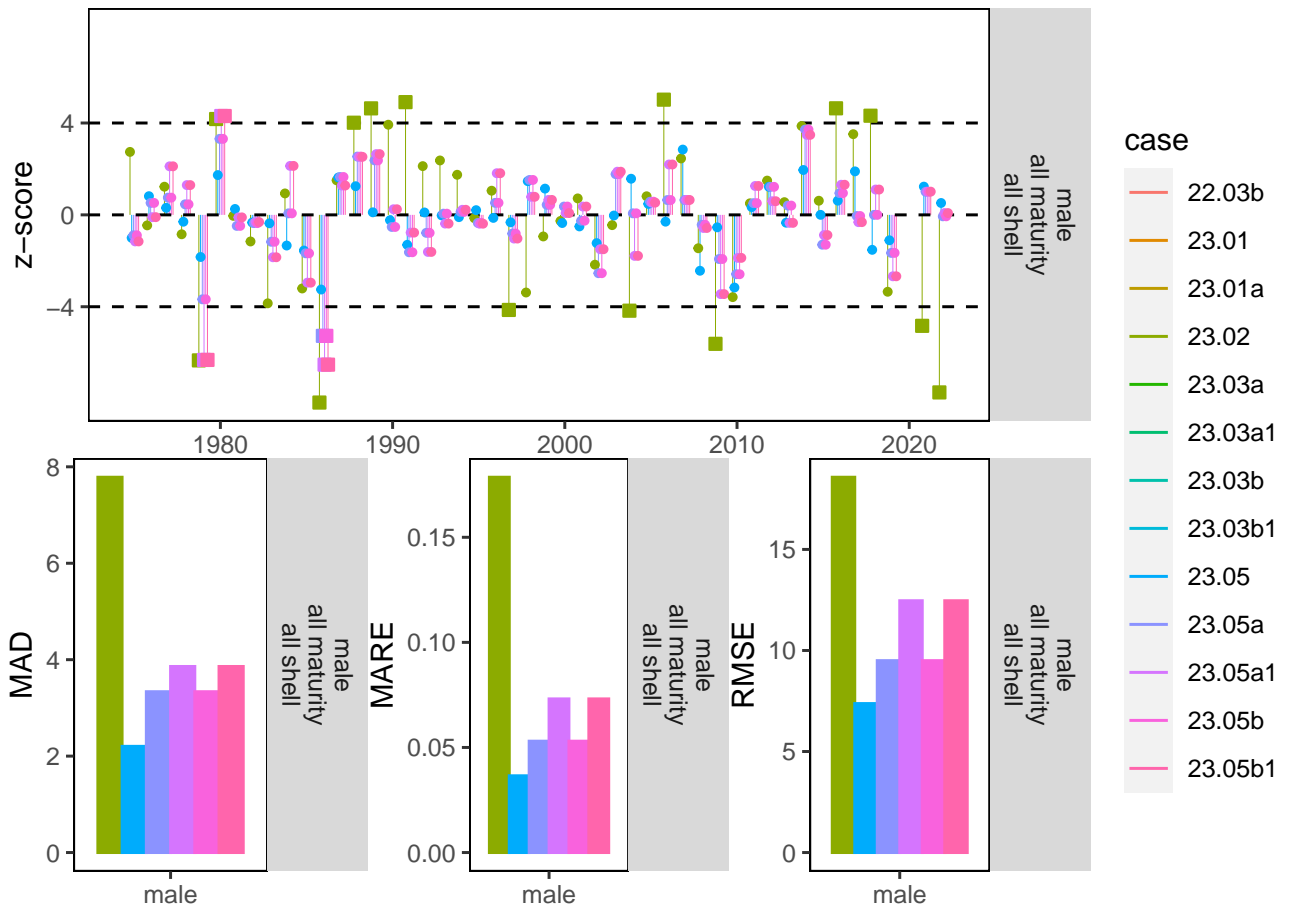 z−score
4
0
−4
1980
1990
2000
2010
2020
male
all maturity
all shell
MAD
8
6
4
2
0
male
male
all maturity
all shell
MARE
0.15
0.10
0.05
0.00
male
male
all maturity
all shell
RMSE
15
10
5
0
male
male
all maturity
all shell
case
22.03b
23.01
23.01a
23.02
23.03a
23.03a1
23.03b
23.03b1
23.05
23.05a
23.05a1
23.05b
23.05b1